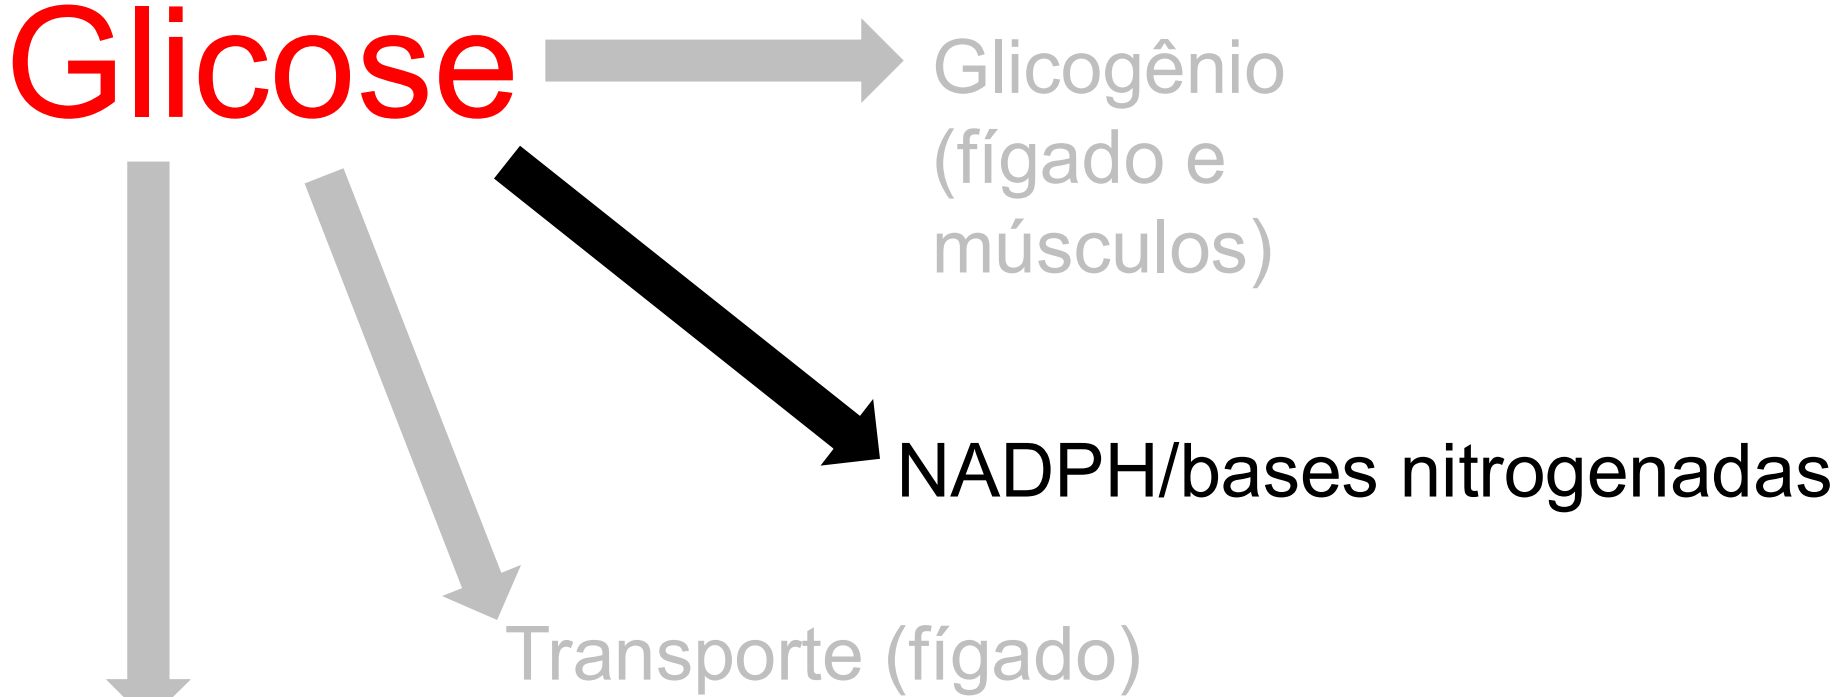 Glicose
Glicogênio
(fígado e
músculos)
NADPH/bases nitrogenadas
Transporte (fígado)